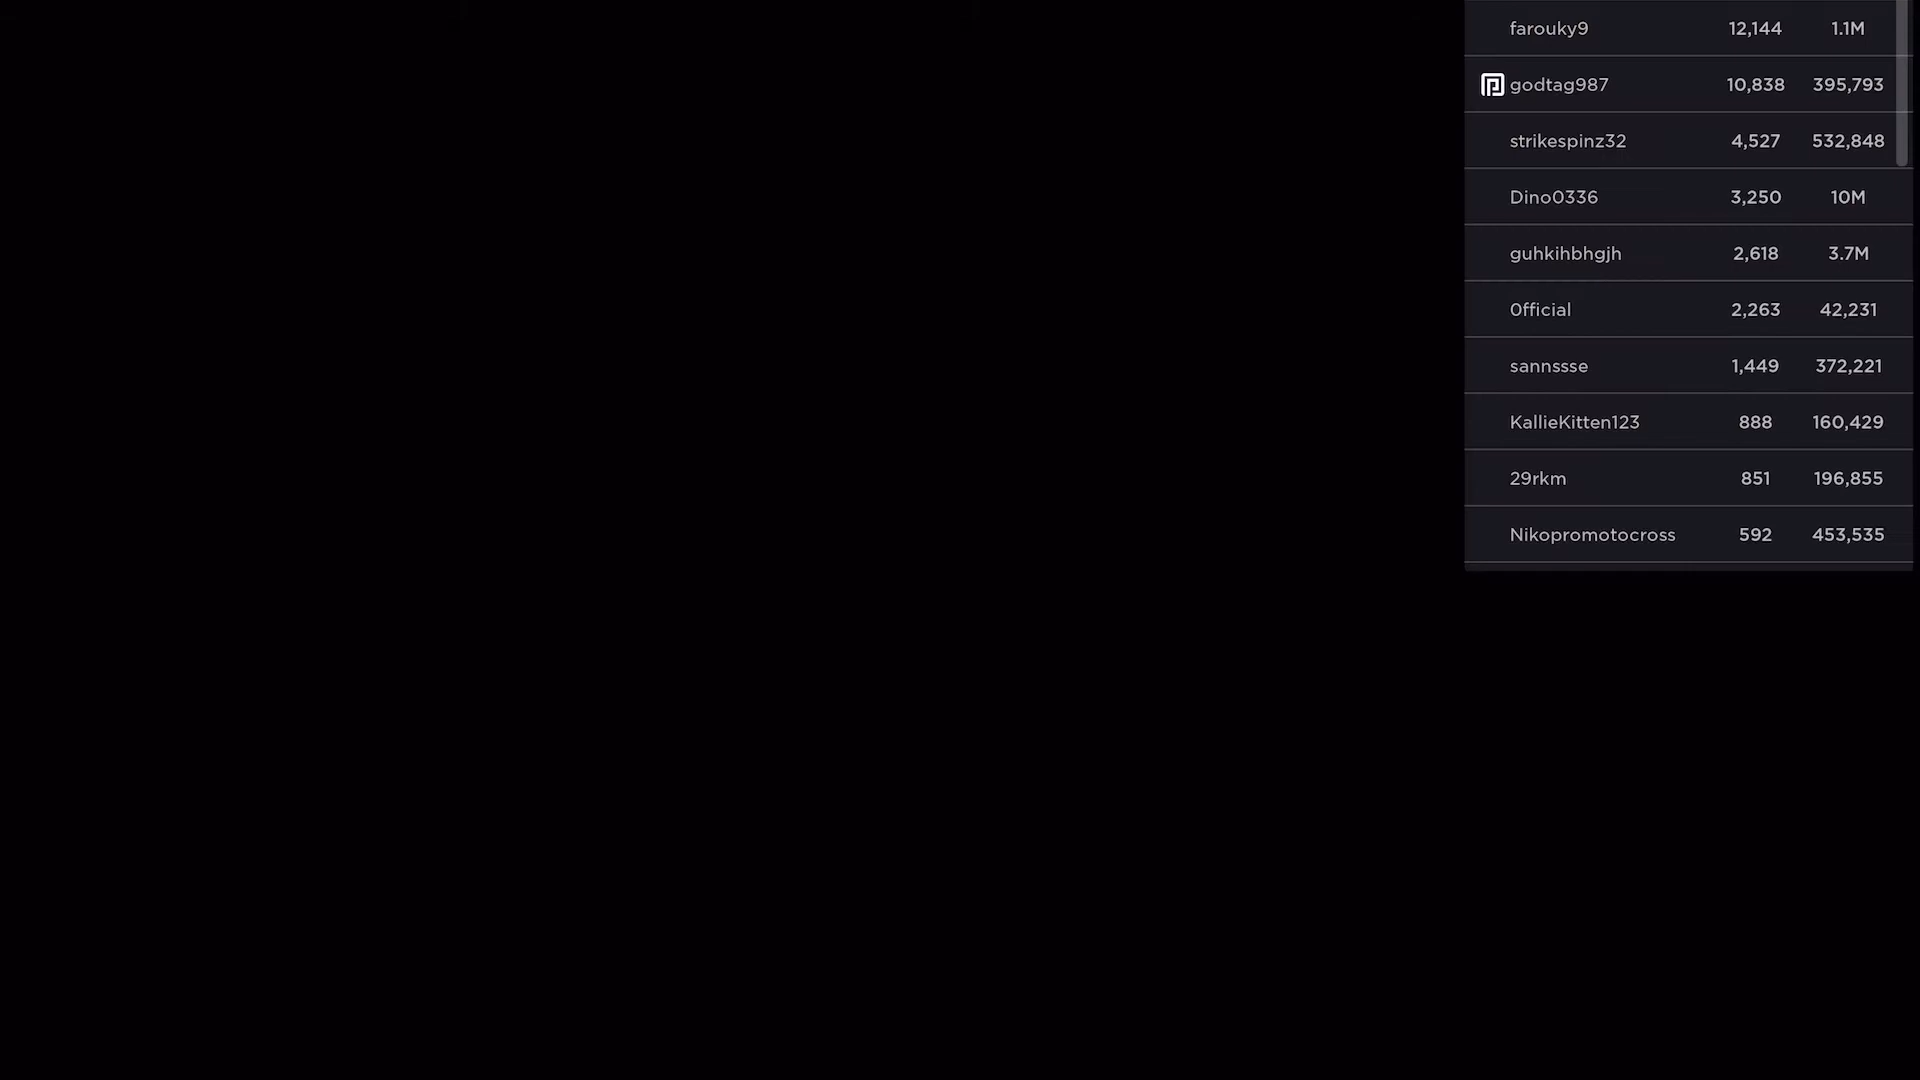 farouky9 12,144 1.1M
godtag987 10,838 395,793
strikespinz32 4,527 532,848
Dino0336 3,250 10M
guhkihbhgjh 2,618 3.7M
0fficial 2,263 42,231
sannssse 1,449 372,221
KallieKitten123 888 160,429
29rkm 851 196,855
Nikopromotocross 592 453,535